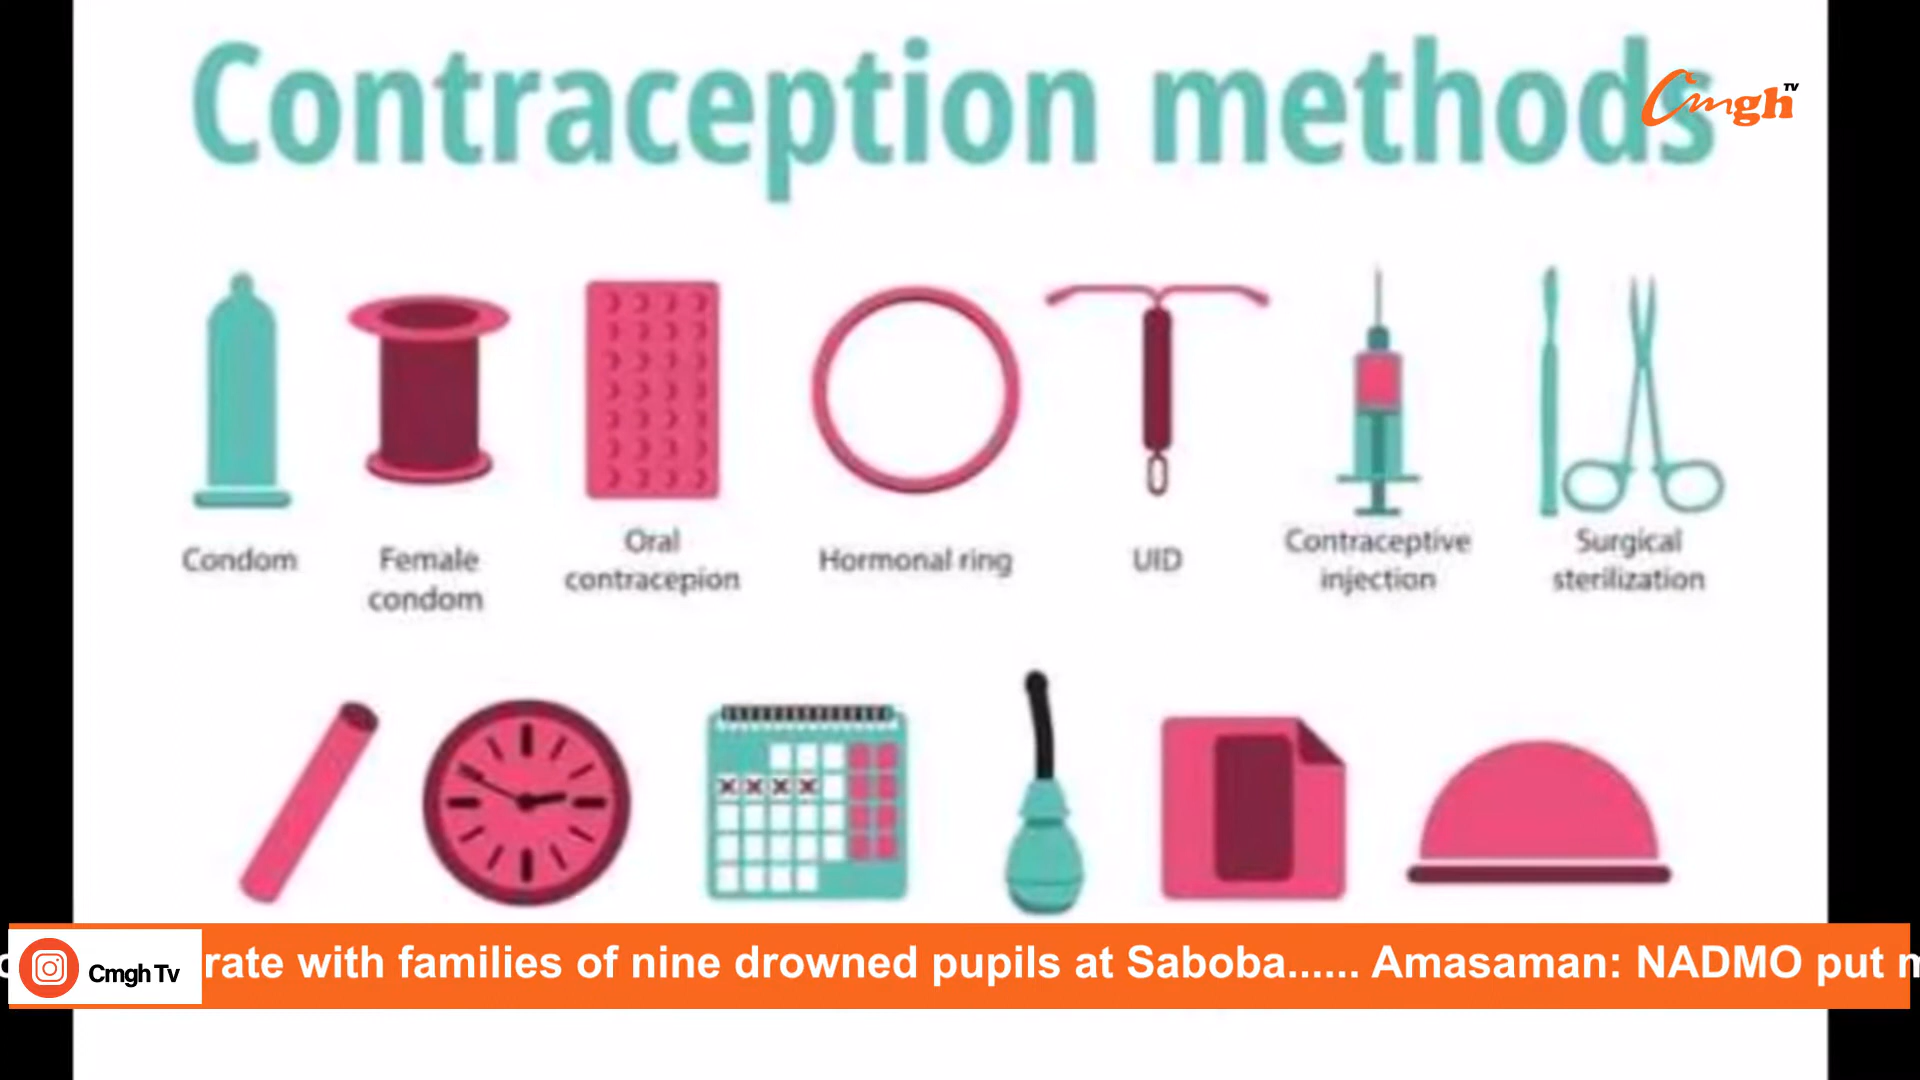 Contraception methods
Cmgh TV
Condom
Female
condom
Oral
contracepion
Hormonal ring
UID
Contraceptive
injection
Surgical
sterilization
Cmgh Tv
rate with families of nine drowned pupils at Saboba...... Amasaman: NADMO put